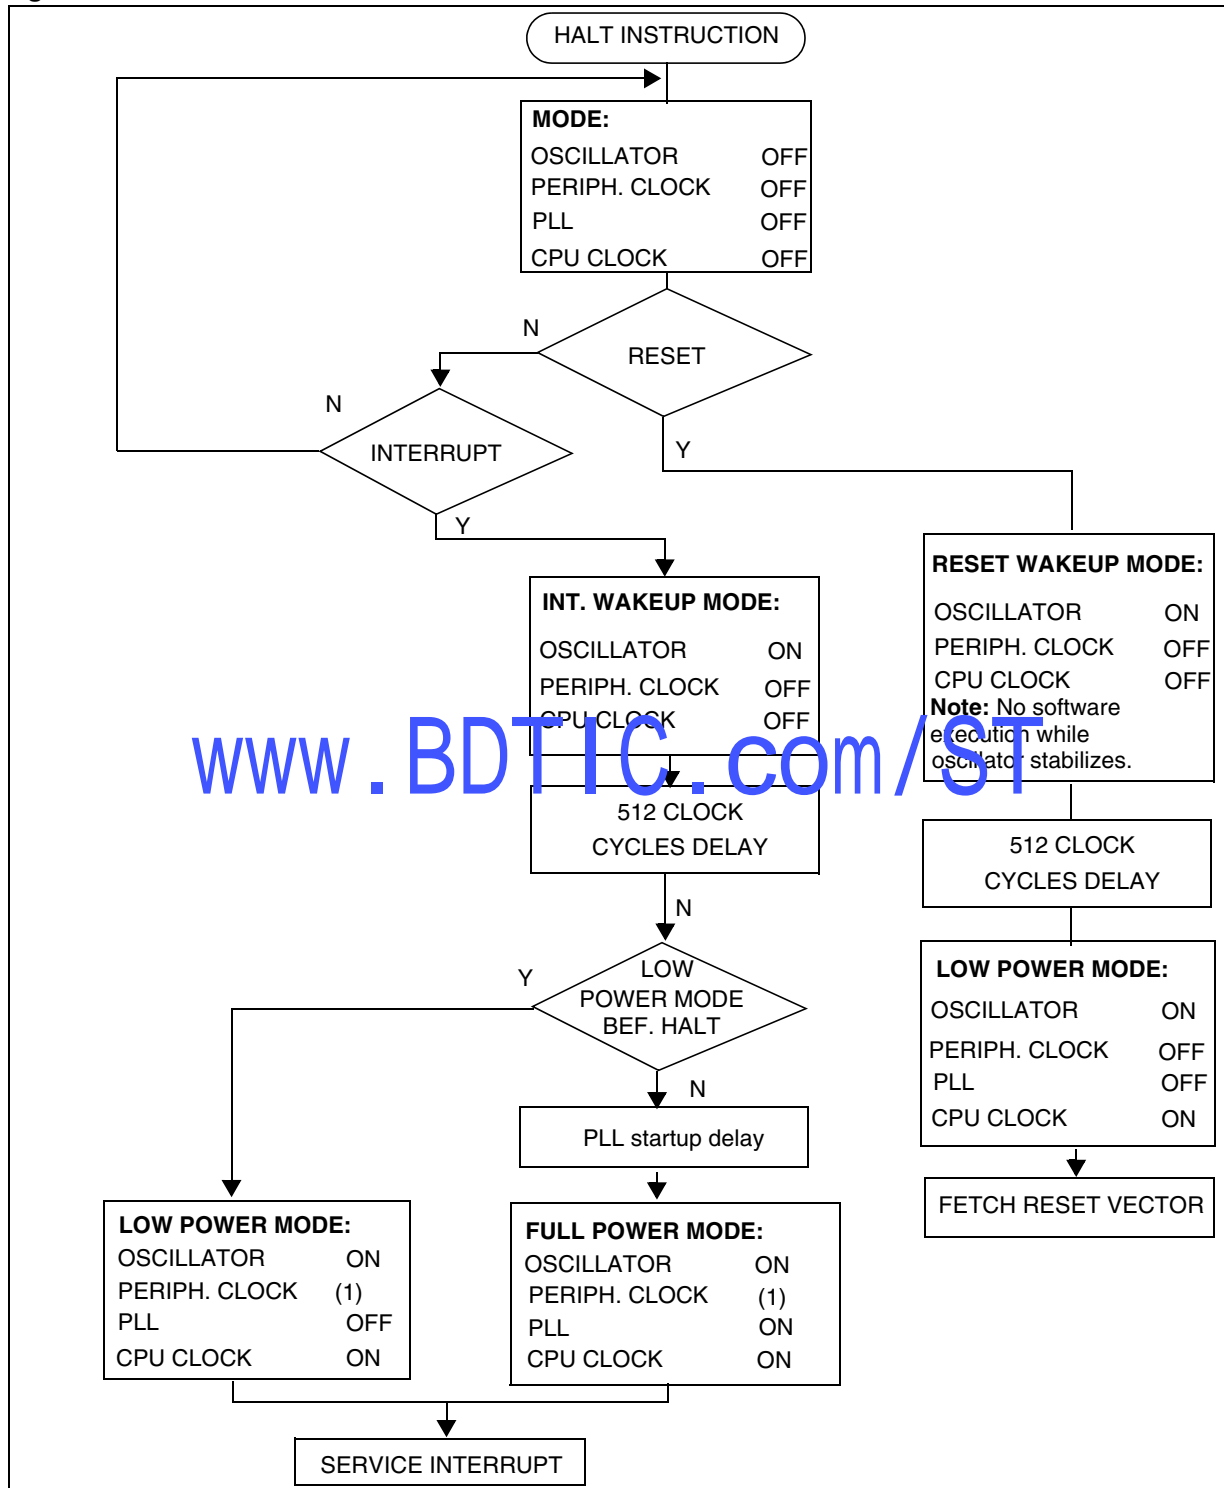 HALT INSTRUCTION
MODE:
OSCILLATOR OFF
PERIPH. CLOCK OFF
PLL OFF
CPU CLOCK OFF
N
RESET
N
INTERRUPT
Y
Y
INT. WAKEUP MODE:
OSCILLATOR ON
PERIPH. CLOCK OFF
CPU CLOCK OFF
RESET WAKEUP MODE:
OSCILLATOR ON
PERIPH. CLOCK OFF
CPU CLOCK OFF
Note: No software
execution while
oscillator stabilizes.
www.BDTIC.com/ST
512 CLOCK
CYCLES DELAY
512 CLOCK
CYCLES DELAY
N
Y
LOW
POWER MODE
BEF. HALT
N
LOW POWER MODE:
OSCILLATOR ON
PERIPH. CLOCK OFF
PLL OFF
CPU CLOCK ON
PLL startup delay
FETCH RESET VECTOR
LOW POWER MODE:
OSCILLATOR ON
PERIPH. CLOCK (1)
PLL OFF
CPU CLOCK ON
FULL POWER MODE:
OSCILLATOR ON
PERIPH. CLOCK (1)
PLL ON
CPU CLOCK ON
SERVICE INTERRUPT